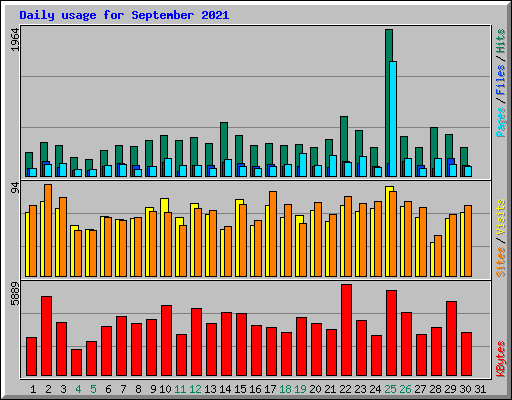 Daily usage for September 2021
1964
Pages / Files / Hits
94
Sites / Visits
5889
KBytes
1 2 3 4 5 6 7 8 9 10 11 12 13 14 15 16 17 18 19 20 21 22 23 24 25 26 27 28 29 30 31